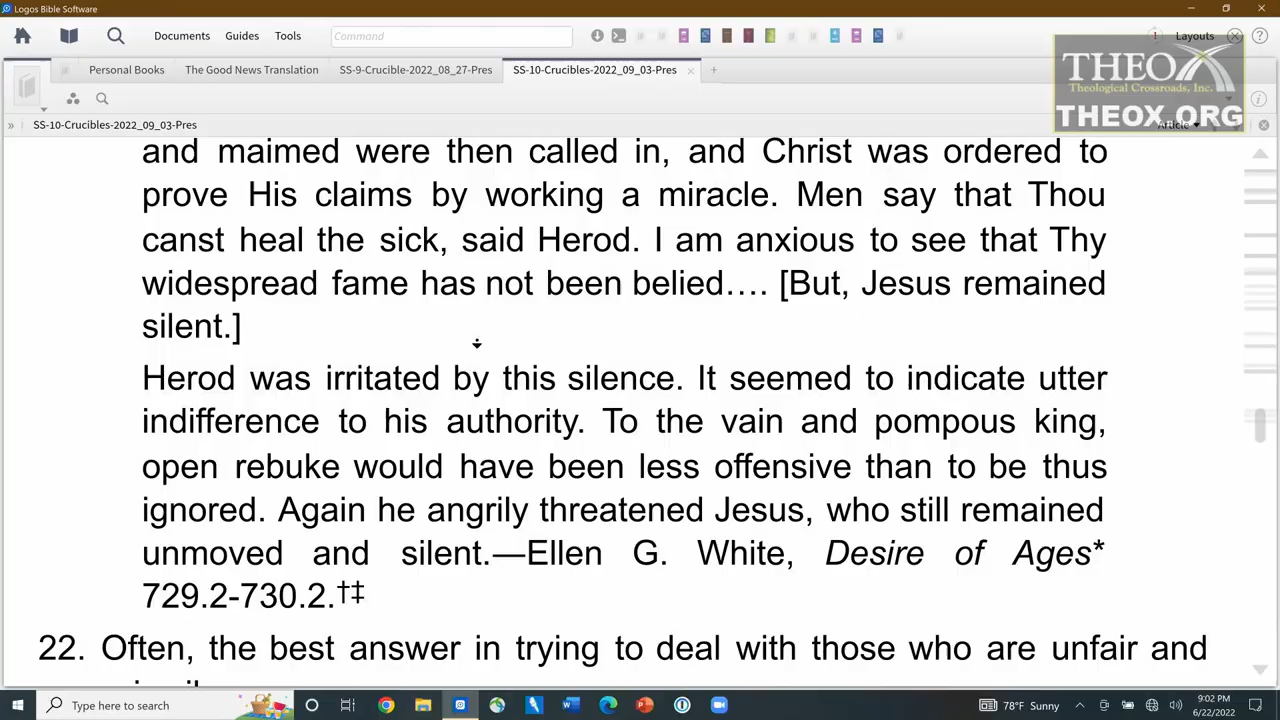 Logos Bible Software
Documents Guides Tools Command Layouts
Personal Books The Good News Translation SS-9-Crucibles-2022_08_27-Pres SS-10-Crucibles-2022_09_03-Pres
THEOX
Theological Crossroads, Inc.
THEOX.ORG
SS-10-Crucibles-2022_09_03-Pres Article
and maimed were then called in, and Christ was ordered to
prove His claims by working a miracle. Men say that Thou
canst heal the sick, said Herod. I am anxious to see that Thy
widespread fame has not been belied…. [But, Jesus remained
silent.]
Herod was irritated by this silence. It seemed to indicate utter
indifference to his authority. To the vain and pompous king,
open rebuke would have been less offensive than to be thus
ignored. Again he angrily threatened Jesus, who still remained
unmoved and silent.—Ellen G. White, Desire of Ages*
729.2-730.2.†‡
22. Often, the best answer in trying to deal with those who are unfair and
Type here to search
78°F Sunny
9:02 PM
6/22/2022